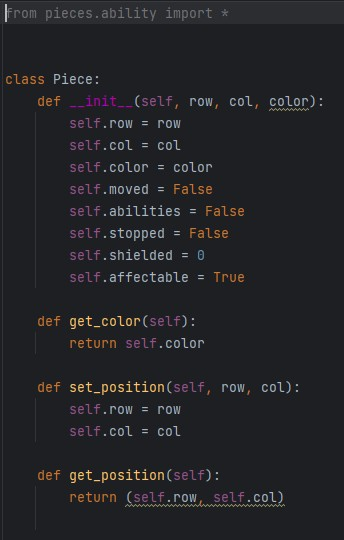 from pieces.ability import *
class Piece:
    def __init__(self, row, col, color):
        self.row = row
        self.col = col
        self.color = color
        self.moved = False
        self.abilities = False
        self.stopped = False
        self.shielded = 0
        self.affectable = True
    def get_color(self):
        return self.color
    def set_position(self, row, col):
        self.row = row
        self.col = col
    def get_position(self):
        return (self.row, self.col)